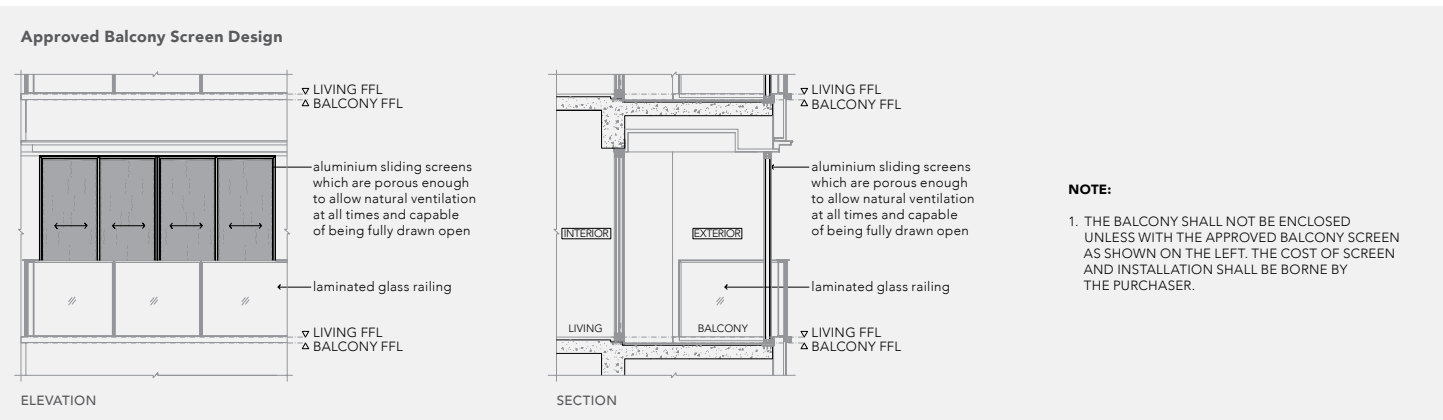 Approved Balcony Screen Design
LIVING FFL
BALCONY FFL
aluminium sliding screens
which are porous enough
to allow natural ventilation
at all times and capable
of being fully drawn open
laminated glass railing
LIVING FFL
BALCONY FFL
ELEVATION
LIVING FFL
BALCONY FFL
aluminium sliding screens
which are porous enough
to allow natural ventilation
at all times and capable
of being fully drawn open
INTERIOR
EXTERIOR
laminated glass railing
LIVING
BALCONY
LIVING FFL
BALCONY FFL
SECTION
NOTE:
1. THE BALCONY SHALL NOT BE ENCLOSED
UNLESS WITH THE APPROVED BALCONY SCREEN
AS SHOWN ON THE LEFT. THE COST OF SCREEN
AND INSTALLATION SHALL BE BORNE BY
THE PURCHASER.